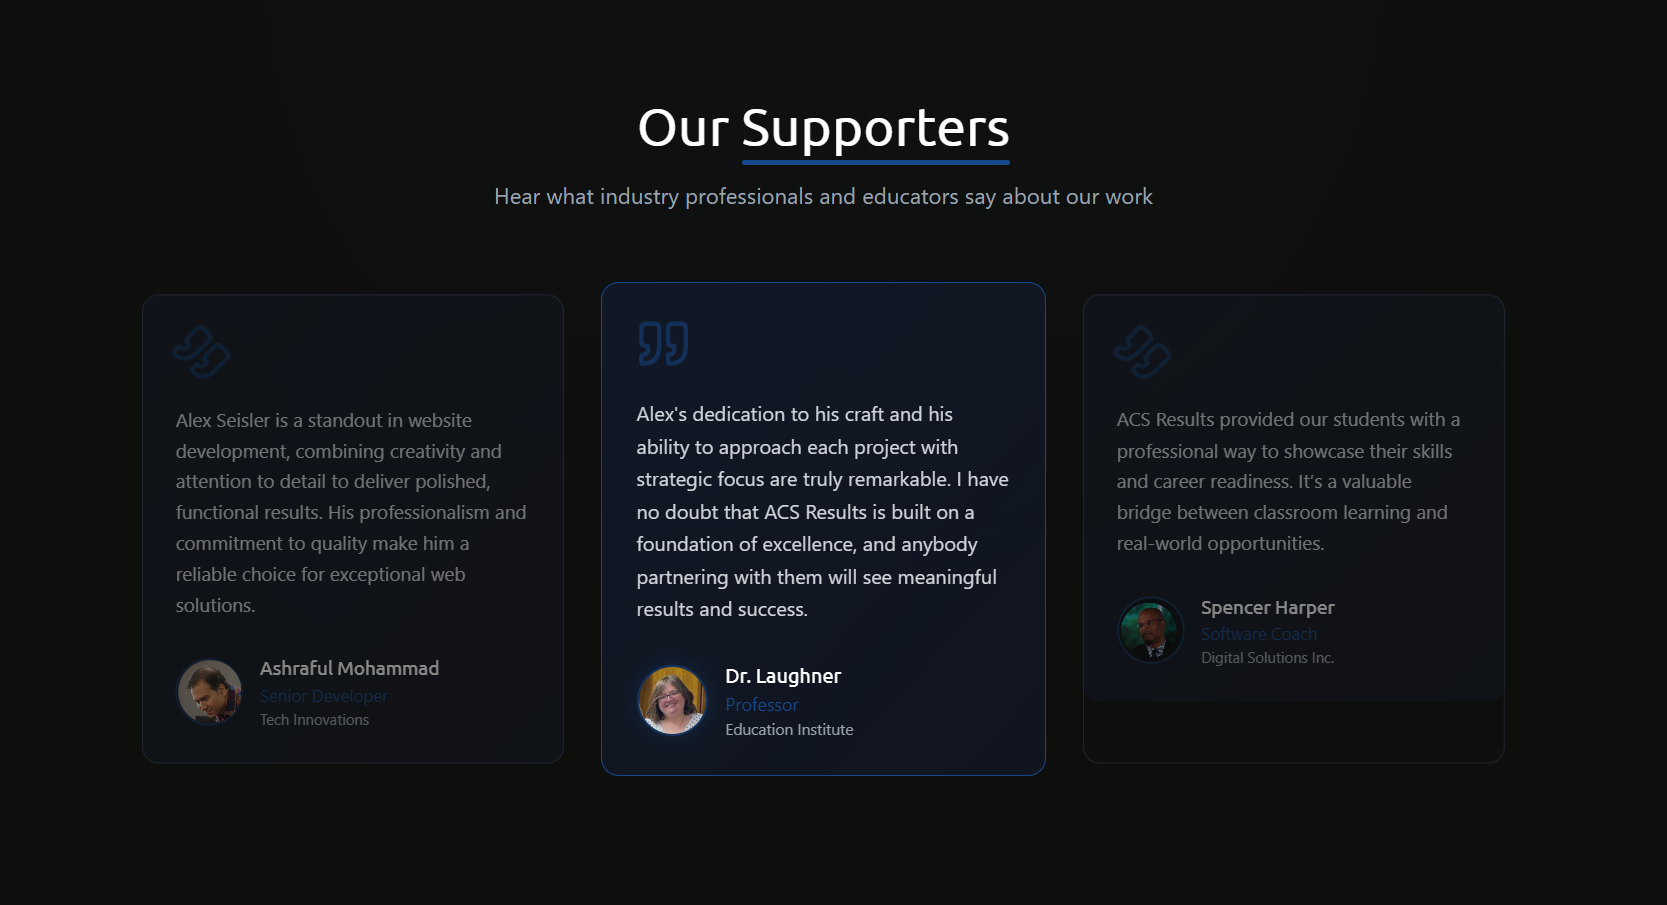 Our Supporters
Hear what industry professionals and educators say about our work
Alex Seisler is a standout in website
development, combining creativity and
attention to detail to deliver polished,
functional results. His professionalism and
commitment to quality make him a
reliable choice for exceptional web
solutions.
Ashraful Mohammad
Senior Developer
Tech Innovations
Alex's dedication to his craft and his
ability to approach each project with
strategic focus are truly remarkable. I have
no doubt that ACS Results is built on a
foundation of excellence, and anybody
partnering with them will see meaningful
results and success.
Dr. Laughner
Professor
Education Institute
ACS Results provided our students with a
professional way to showcase their skills
and career readiness. It’s a valuable
bridge between classroom learning and
real-world opportunities.
Spencer Harper
Software Coach
Digital Solutions Inc.